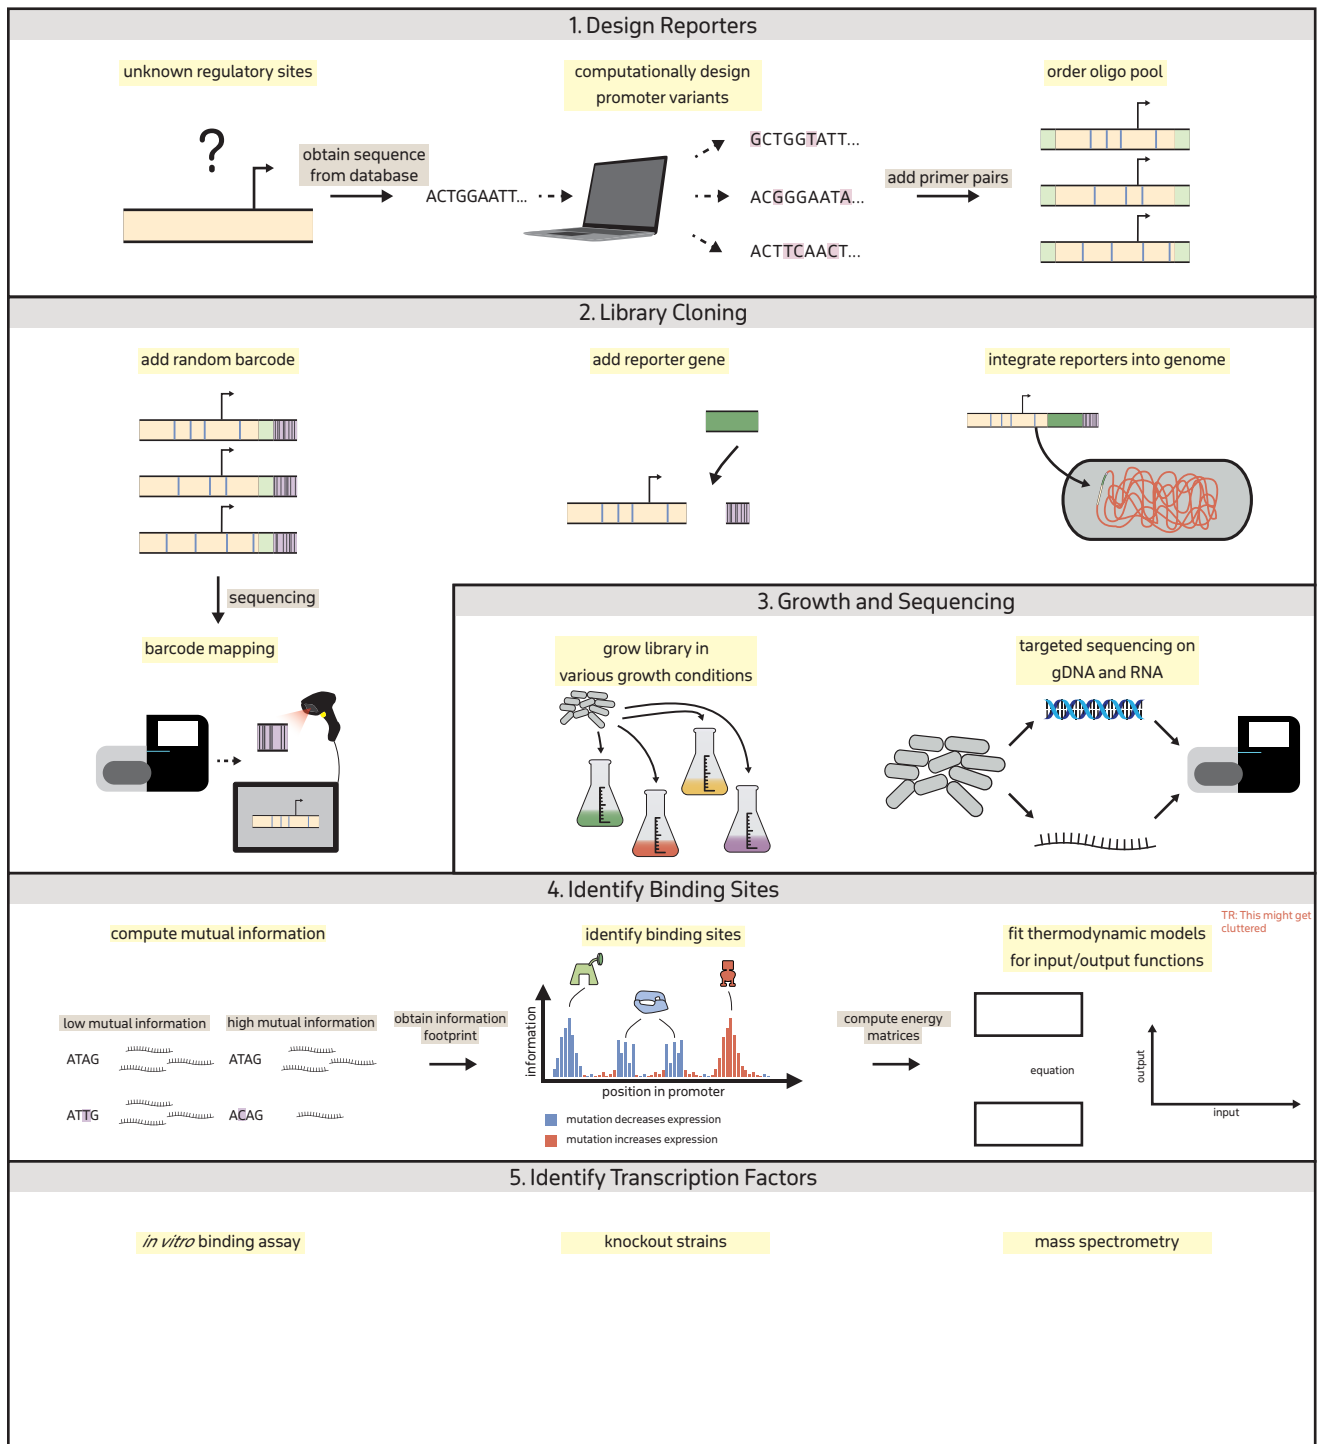 1. Design Reporters
unknown regulatory sites
computationally design
promoter variants
order oligo pool
?
obtain sequence
from database
ACTGGAATT...
GCTGGTATT...
ACGGGAATA...
ACTTCAACT...
add primer pairs
2. Library Cloning
add random barcode
add reporter gene
integrate reporters into genome
sequencing
barcode mapping
3. Growth and Sequencing
grow library in
various growth conditions
targeted sequencing on
gDNA and RNA
4. Identify Binding Sites
TR: This might get
cluttered
compute mutual information
identify binding sites
fit thermodynamic models
for input/output functions
low mutual information
high mutual information
ATAG
ATAG
ATTG
ACAG
obtain information
footprint
information
position in promoter
mutation decreases expression
mutation increases expression
compute energy
matrices
equation
output
input
5. Identify Transcription Factors
in vitro binding assay
knockout strains
mass spectrometry